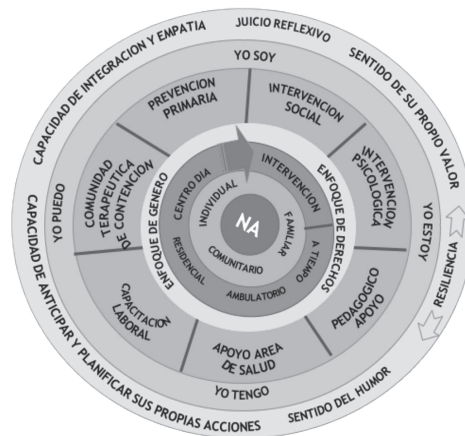 CAPACIDAD DE INTEGRACION Y EMPATIA
JUICIO REFLEXIVO
SENTIDO DE SU PROPIO VALOR
RESILIENCIA
SENTIDO DEL HUMOR
CAPACIDAD DE ANTICIPAR Y PLANIFICAR SUS PROPIAS ACCIONES
YO SOY
YO ESTOY
YO TENGO
YO PUEDO
PREVENCION
PRIMARIA
INTERVENCION
SOCIAL
INTERVENCION
PSICOLOGICA
PEDAGOGICO
APOYO
APOYO AREA
DE SALUD
CAPACITACION
LABORAL
COMUNIDAD
TERAPEUTICA
DE CONTENCION
ENFOQUE DE GENERO
ENFOQUE DE DERECHOS
CENTRO DIA
INTERVENCION
A TIEMPO
AMBULATORIO
RESIDENCIAL
INDIVIDUAL
FAMILIAR
COMUNITARIO
NA